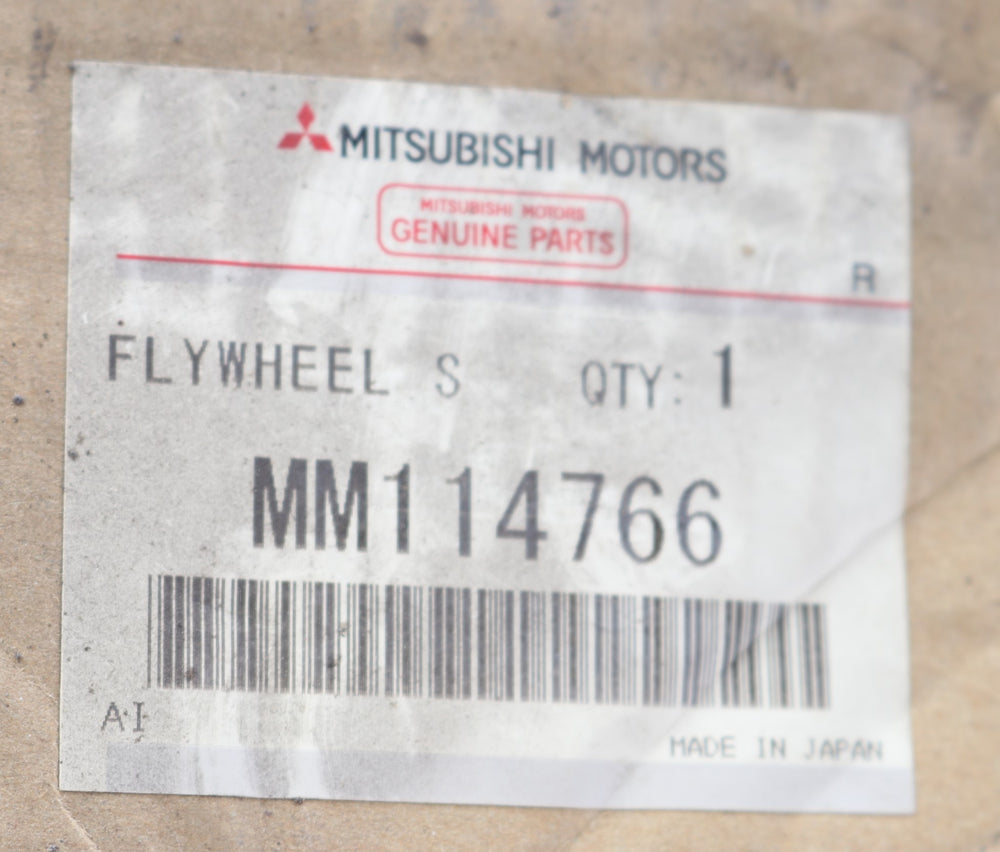 MITSUBISHI MOTORS
MITSUBISHI MOTORS
GENUINE PARTS
R
FLYWHEEL S QTY: 1
MM114766
AI
MADE IN JAPAN